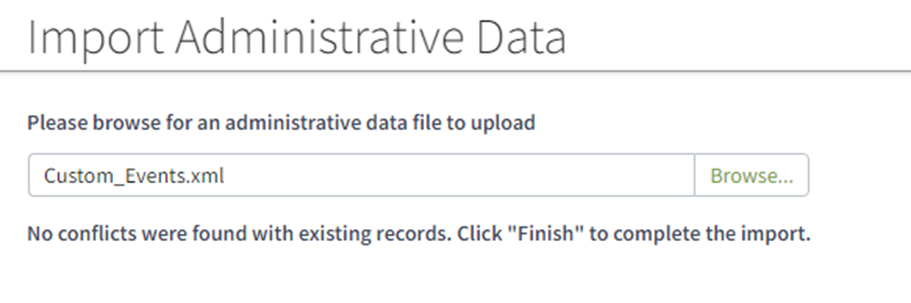 Import Administrative Data
Please browse for an administrative data file to upload
Custom_Events.xml Browse...
No conflicts were found with existing records. Click "Finish" to complete the import.